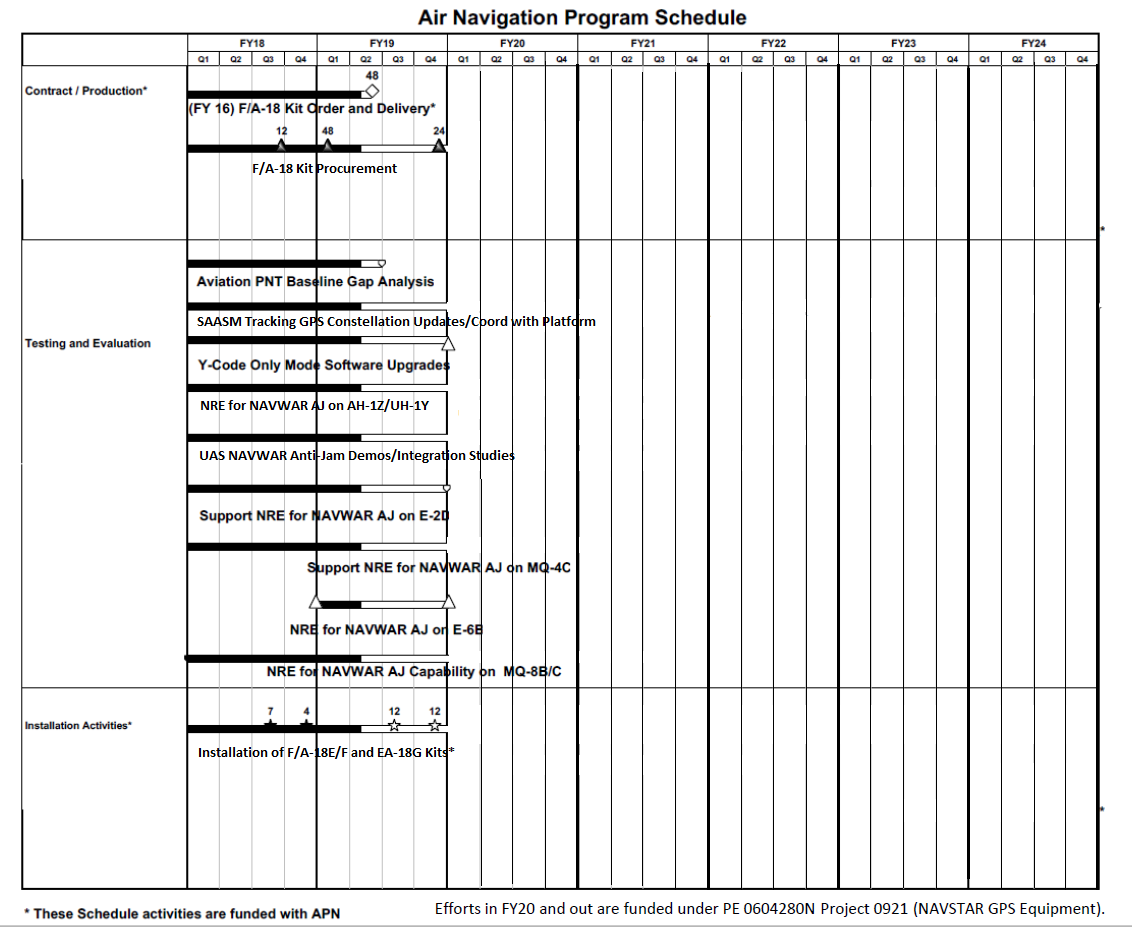 Air Navigation Program Schedule
FY18 FY19 FY20 FY21 FY22 FY23 FY24
Q1 Q2 Q3 Q4 Q1 Q2 Q3 Q4 Q1 Q2 Q3 Q4 Q1 Q2 Q3 Q4 Q1 Q2 Q3 Q4 Q1 Q2 Q3 Q4 Q1 Q2 Q3 Q4
48
Contract / Production*
(FY 16) F/A-18 Kit Order and Delivery*
12 48 24
F/A-18 Kit Procurement
*
Aviation PNT Baseline Gap Analysis
SAASM Tracking GPS Constellation Updates/Coord with Platform
Testing and Evaluation
Y-Code Only Mode Software Upgrades
NRE for NAVWAR AJ on AH-1Z/UH-1Y
UAS NAVWAR Anti-Jam Demos/Integration Studies
Support NRE for NAVWAR AJ on E-2D
Support NRE for NAVWAR AJ on MQ-4C
NRE for NAVWAR AJ on E-6B
NRE for NAVWAR AJ Capability on MQ-8B/C
7 4 12 12
Installation Activities*
Installation of F/A-18E/F and EA-18G Kits*
*
* These Schedule activities are funded with APN
Efforts in FY20 and out are funded under PE 0604280N Project 0921 (NAVSTAR GPS Equipment).